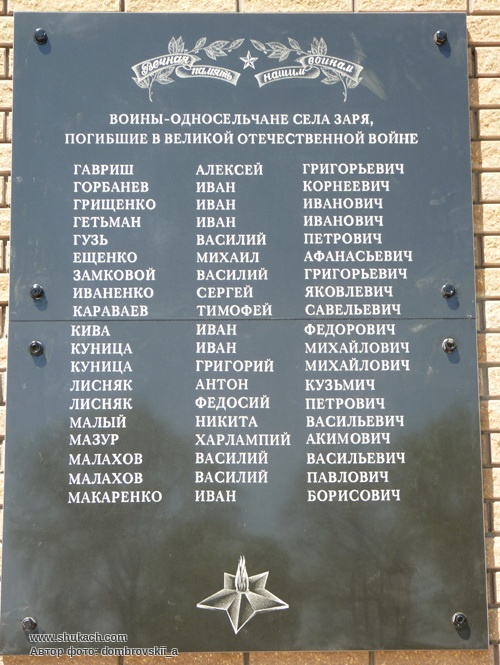 Вечная память нашим воинам
ВОИНЫ-ОДНОСЕЛЬЧАНЕ СЕЛА ЗАРЯ,
ПОГИБШИЕ В ВЕЛИКОЙ ОТЕЧЕСТВЕННОЙ ВОЙНЕ
ГАВРИШ АЛЕКСЕЙ ГРИГОРЬЕВИЧ
ГОРБАНЕВ ИВАН КОРНЕЕВИЧ
ГРИЩЕНКО ИВАН ИВАНОВИЧ
ГЕТЬМАН ИВАН ИВАНОВИЧ
ГУЗЬ ВАСИЛИЙ ПЕТРОВИЧ
ЕЩЕНКО МИХАИЛ АФАНАСЬЕВИЧ
ЗАМКОВОЙ ВАСИЛИЙ ГРИГОРЬЕВИЧ
ИВАНЕНКО СЕРГЕЙ ЯКОВЛЕВИЧ
КАРАВАЕВ ТИМОФЕЙ САВЕЛЬЕВИЧ
КИВА ИВАН ФЕДОРОВИЧ
КУНИЦА ИВАН МИХАЙЛОВИЧ
КУНИЦА ГРИГОРИЙ МИХАЙЛОВИЧ
ЛИСНЯК АНТОН КУЗЬМИЧ
ЛИСНЯК ФЕДОСИЙ ПЕТРОВИЧ
МАЛЫЙ НИКИТА ВАСИЛЬЕВИЧ
МАЗУР ХАРЛАМПИЙ АКИМОВИЧ
МАЛАХОВ ВАСИЛИЙ ВАСИЛЬЕВИЧ
МАЛАХОВ ВАСИЛИЙ ПАВЛОВИЧ
МАКАРЕНКО ИВАН БОРИСОВИЧ
www.shukach.com
Автор фото: dombrovskii_a